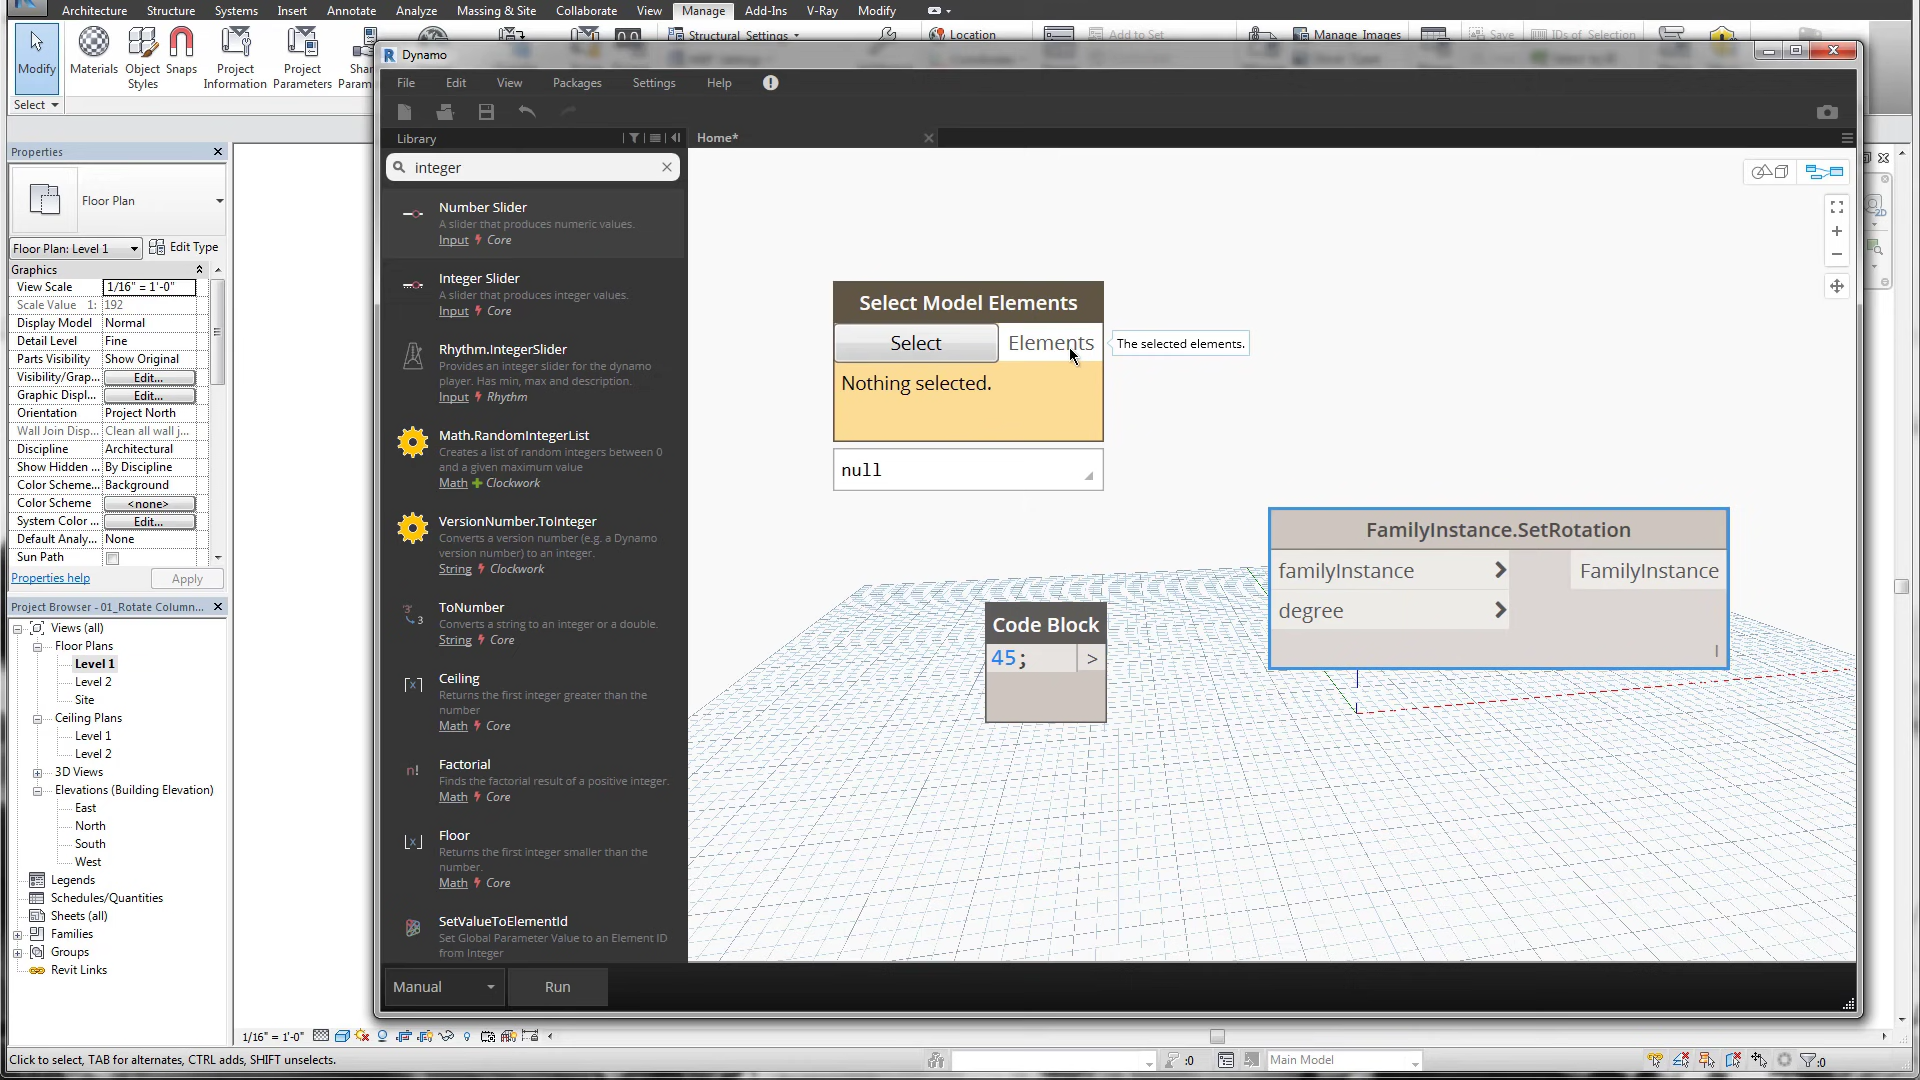 Architecture Structure Systems Insert Annotate Analyze Massing & Site Collaborate View Manage Add-Ins V-Ray Modify
Structural Settings Location Add to Set Manage Images Save IDs of Selection
Modify Materials Object Styles Snaps Project Information Project Parameters
Select
Properties
Floor Plan
Floor Plan: Level 1 Edit Type
Graphics
View Scale 1/16" = 1'-0"
Scale Value 1: 192
Display Model Normal
Detail Level Fine
Parts Visibility Show Original
Visibility/Grap... Edit...
Graphic Displ... Edit...
Orientation Project North
Wall Join Disp... Clean all wall j...
Discipline Architectural
Show Hidden ... By Discipline
Color Scheme... Background
Color Scheme <none>
System Color ... Edit...
Default Analy... None
Sun Path
Properties help Apply
Project Browser - 01_Rotate Column...
Views (all)
Floor Plans
Level 1
Level 2
Site
Ceiling Plans
Level 1
Level 2
3D Views
Elevations (Building Elevation)
East
North
South
West
Legends
Schedules/Quantities
Sheets (all)
Families
Groups
Revit Links
Dynamo
File Edit View Packages Settings Help
Library
Home*
integer
Number Slider
A slider that produces numeric values.
Input Core
Integer Slider
A slider that produces integer values.
Input Core
Rhythm.IntegerSlider
Provides an integer slider for the dynamo
player. Has min, max and description.
Input Rhythm
Math.RandomIntegerList
Creates a list of random integers between 0
and a given maximum value
Math Clockwork
VersionNumber.ToInteger
Converts a version number (e.g. a Dynamo
version number) to an integer.
String Clockwork
ToNumber
Converts a string to an integer or a double.
String Core
Ceiling
Returns the first integer greater than the
number
Math Core
Factorial
Finds the factorial result of a positive integer.
Math Core
Floor
Returns the first integer smaller than the
number.
Math Core
SetValueToElementId
Set Global Parameter Value to an Element ID
from Integer
Select Model Elements
Select Elements
The selected elements.
Nothing selected.
null
Code Block
45; >
FamilyInstance.SetRotation
familyInstance > FamilyInstance
degree >
Manual Run
1/16" = 1'-0"
Click to select, TAB for alternates, CTRL adds, SHIFT unselects.
:0 Main Model :0